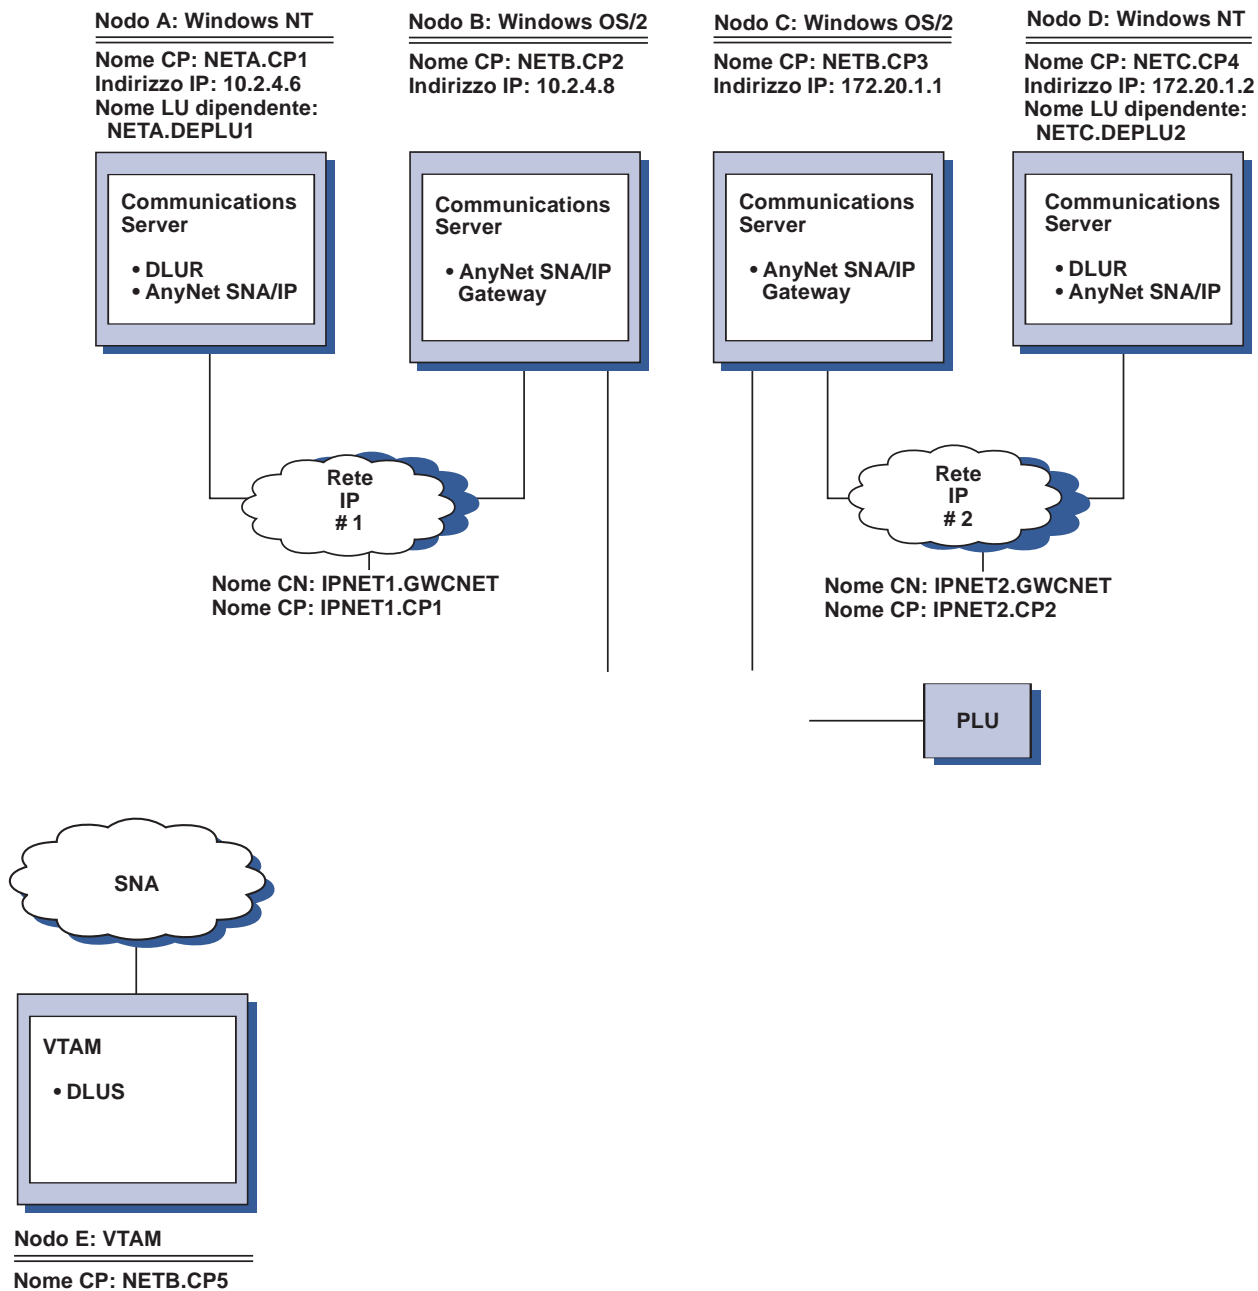 Nodo A: Windows NT
Nome CP: NETA.CP1
Indirizzo IP: 10.2.4.6
Nome LU dipendente:
NETA.DEPLU1
Communications
Server
• DLUR
• AnyNet SNA/IP
Nodo B: Windows OS/2
Nome CP: NETB.CP2
Indirizzo IP: 10.2.4.8
Communications
Server
• AnyNet SNA/IP
Gateway
Nodo C: Windows OS/2
Nome CP: NETB.CP3
Indirizzo IP: 172.20.1.1
Communications
Server
• AnyNet SNA/IP
Gateway
Nodo D: Windows NT
Nome CP: NETC.CP4
Indirizzo IP: 172.20.1.2
Nome LU dipendente:
NETC.DEPLU2
Communications
Server
• DLUR
• AnyNet SNA/IP
Rete
IP
# 1
Nome CN: IPNET1.GWCNET
Nome CP: IPNET1.CP1
Rete
IP
# 2
Nome CN: IPNET2.GWCNET
Nome CP: IPNET2.CP2
PLU
SNA
VTAM
• DLUS
Nodo E: VTAM
Nome CP: NETB.CP5